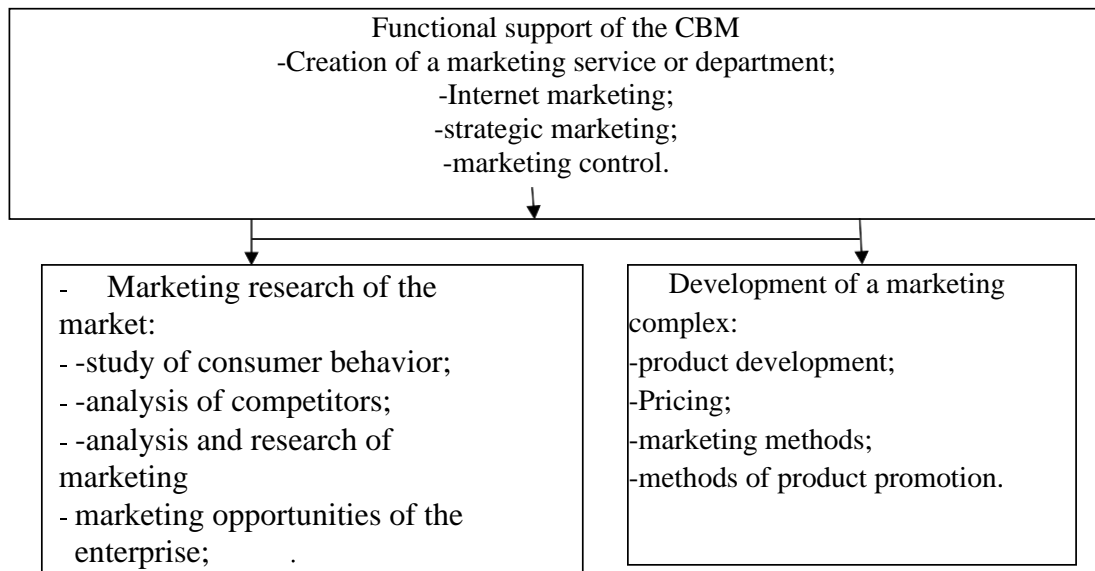 Functional support of the CBM
-Creation of a marketing service or department;
-Internet marketing;
-strategic marketing;
-marketing control.
- Marketing research of the
market:
- -study of consumer behavior;
- -analysis of competitors;
- -analysis and research of
marketing
- marketing opportunities of the
enterprise; .
Development of a marketing
complex:
-product development;
-Pricing;
-marketing methods;
-methods of product promotion.